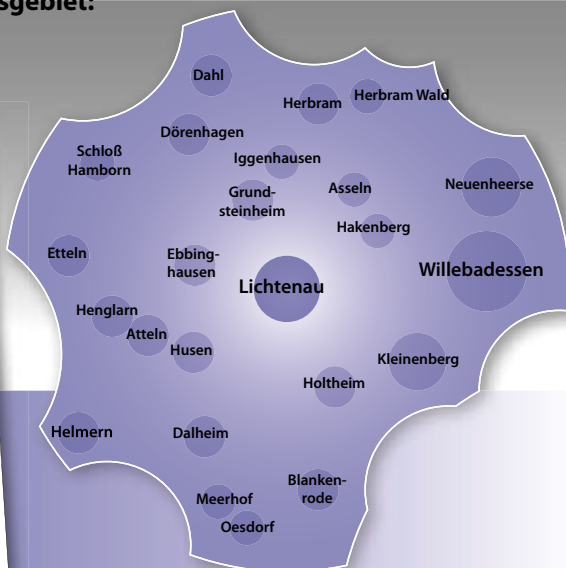 sgebiet:
Dahl
Herbram
Herbram Wald
Dörenhagen
Schloß
Hamborn
Iggenhausen
Grund-
steinheim
Asseln
Neuenheerse
Hakenberg
Etteln
Ebbing-
hausen
Lichtenau
Willebadessen
Henglarn
Atteln
Husen
Kleinenberg
Holtheim
Helmern
Dalheim
Blanken-
rode
Meerhof
Oesdorf